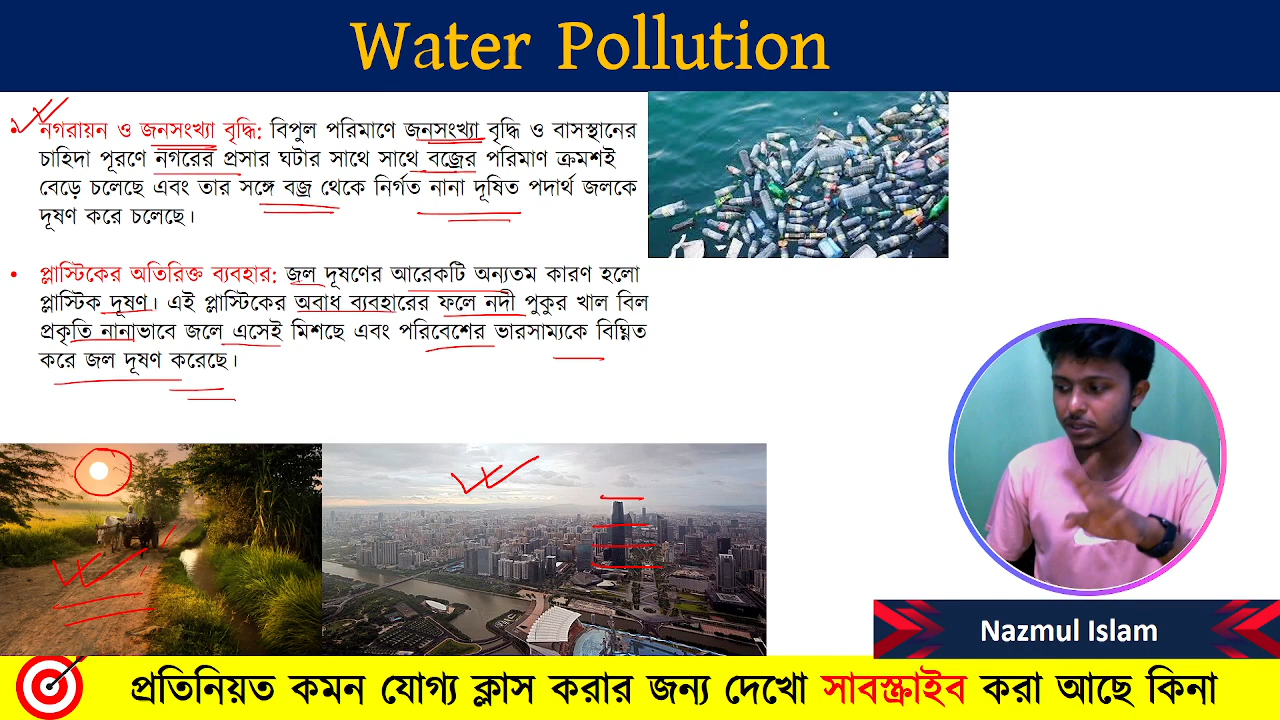 Water Pollution
• নগরায়ন ও জনসংখ্যা বৃদ্ধি: বিপুল পরিমাণে জনসংখ্যা বৃদ্ধি ও বাসস্থানের
চাহিদা পূরণে নগরের প্রসার ঘটার সাথে সাথে বজ্রের পরিমাণ ক্রমশই
বেড়ে চলেছে এবং তার সঙ্গে বজ্র থেকে নির্গত নানা দূষিত পদার্থ জলকে
দূষণ করে চলেছে।
• প্লাস্টিকের অতিরিক্ত ব্যবহার: জল দূষণের আরেকটি অন্যতম কারণ হলো
প্লাস্টিক দূষণ। এই প্লাস্টিকের অবাধ ব্যবহারের ফলে নদী পুকুর খাল বিল
প্রকৃতি নানাভাবে জলে এসেই মিশছে এবং পরিবেশের ভারসাম্যকে বিঘ্নিত
করে জল দূষণ করেছে।
Nazmul Islam
প্রতিনিয়ত কমন যোগ্য ক্লাস করার জন্য দেখো সাবস্ক্রাইব করা আছে কিনা